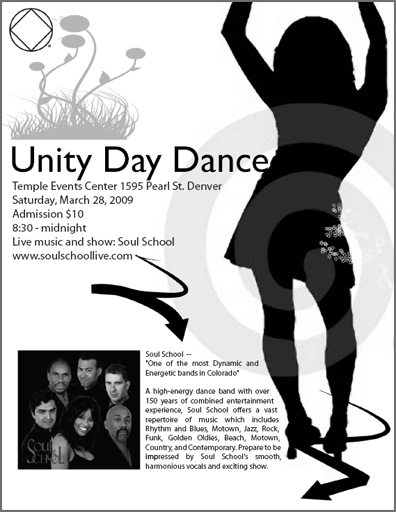 Unity Day Dance
Temple Events Center 1595 Pearl St. Denver
Saturday, March 28, 2009
Admission $10
8:30 - midnight
Live music and show: Soul School
www.soulschoollive.com
Soul School --
"One of the most Dynamic and
Energetic bands in Colorado"
A high-energy dance band with over
150 years of combined entertainment
experience, Soul School offers a vast
repertoire of music which includes
Rhythm and Blues, Motown, Jazz, Rock,
Funk, Golden Oldies, Beach, Motown,
Country, and Contemporary. Prepare to be
impressed by Soul School's smooth,
harmonious vocals and exciting show.
SOUL
SCHOOL